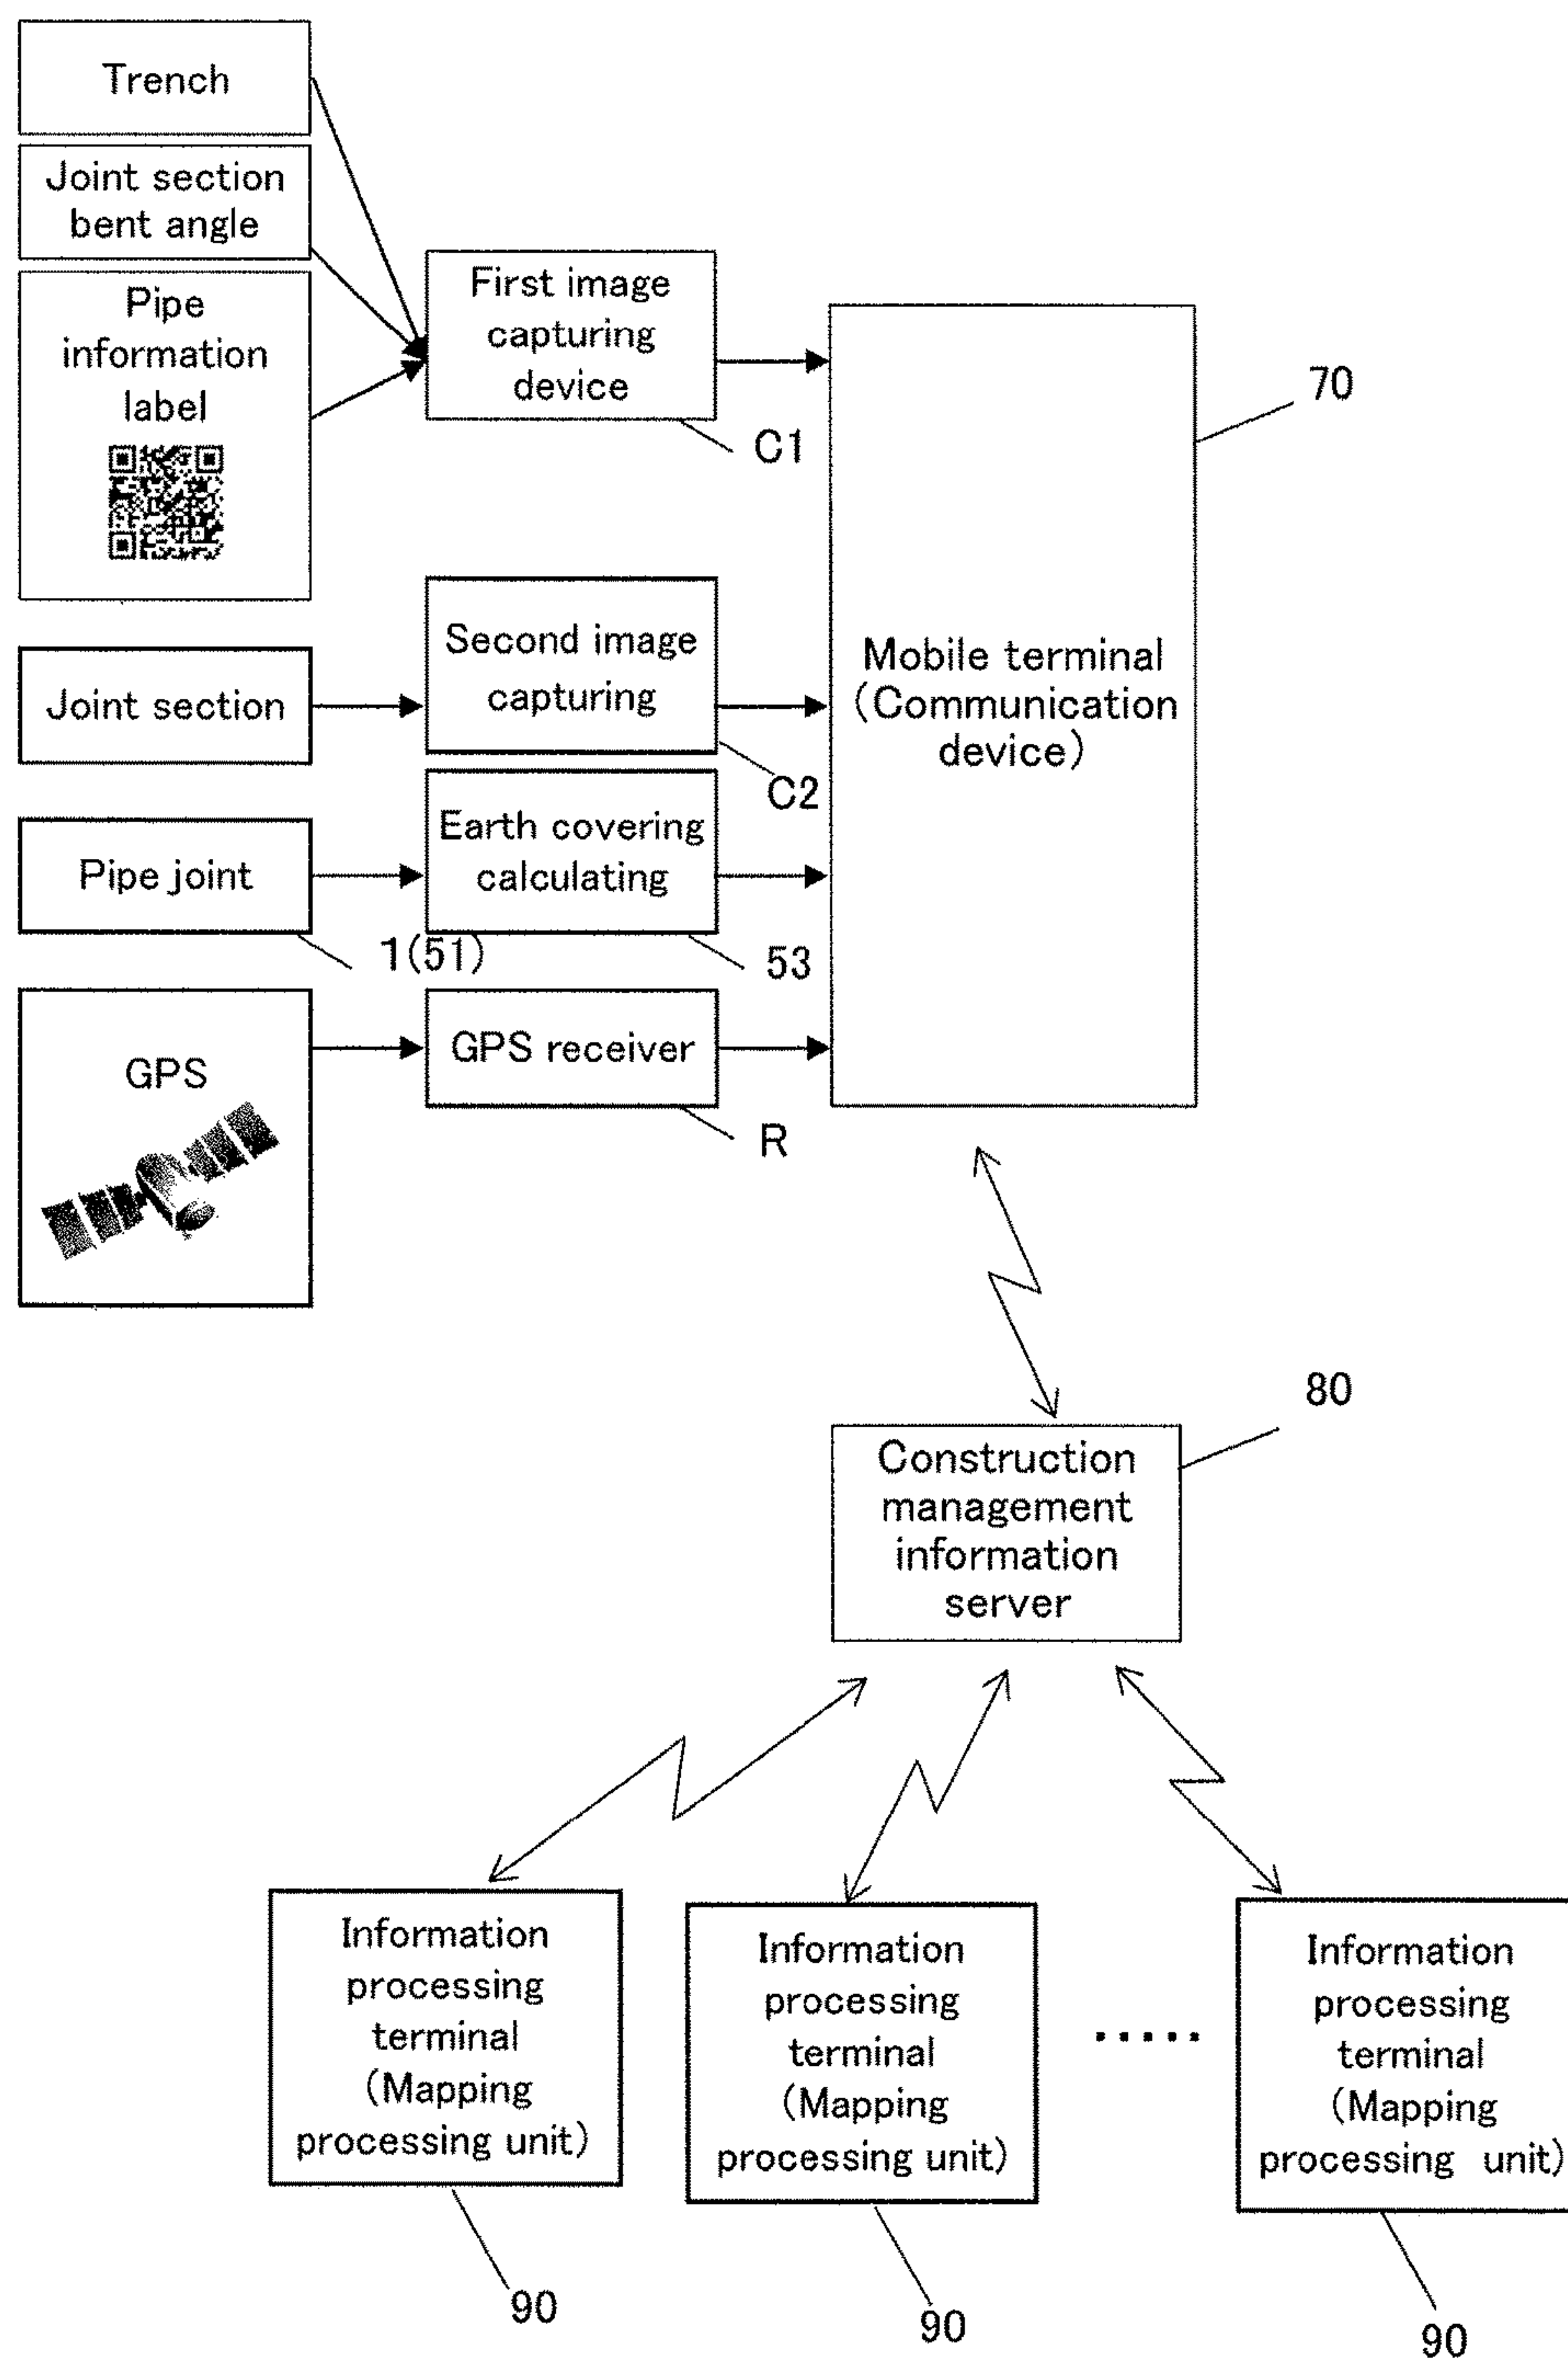 Trench
Joint section
bent angle
Pipe
information
label
First image
capturing
device
C1
70
Second image
capturing
C2
Joint section
Mobile terminal
(Communication
device)
Pipe joint
1(51)
Earth covering
calculating
53
GPS
GPS receiver
R
80
Construction
management
information
server
Information
processing
terminal
(Mapping
processing unit)
90
Information
processing
terminal
(Mapping
processing unit)
90
.....
Information
processing
terminal
(Mapping
processing unit)
90